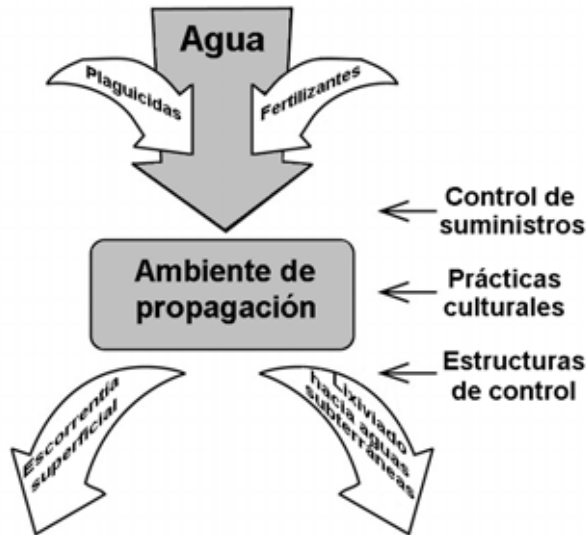 Agua
Plaguicidas
Fertilizantes
Control de
suministros
Ambiente de
propagación
Prácticas
culturales
Estructuras
de control
Escorrentía
superficial
Lixiviado
hacia aguas
subterráneas